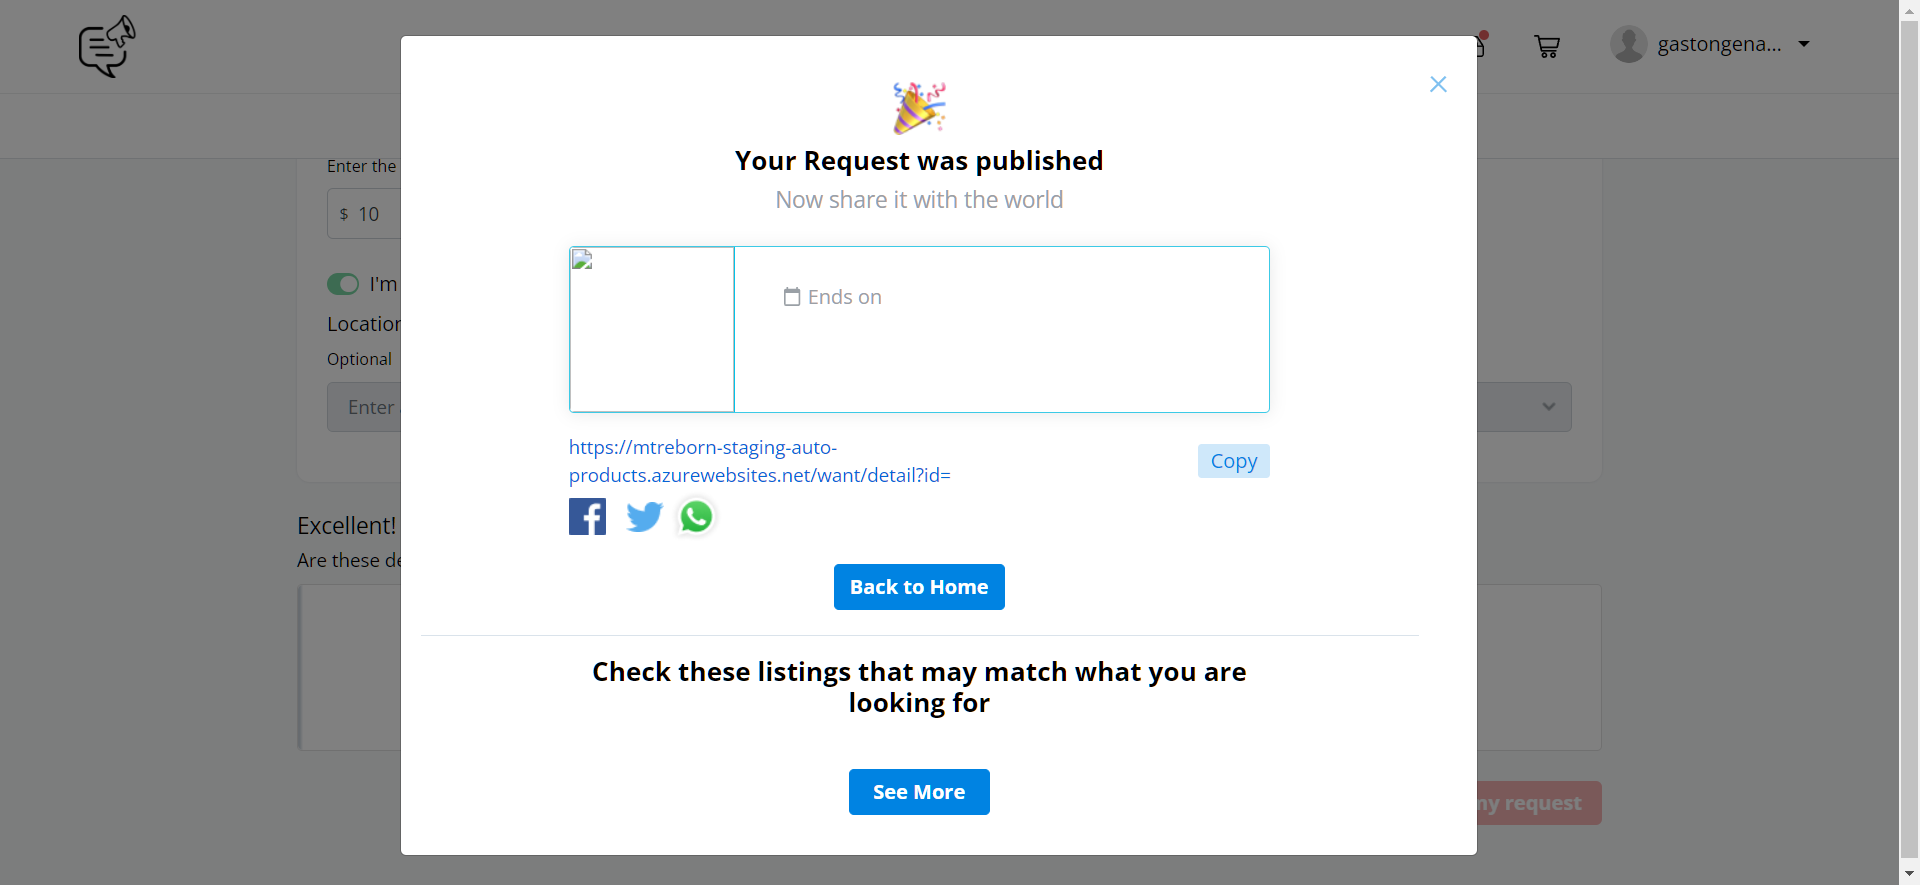 gastongena...
Your Request was published
Now share it with the world
Enter the
$ 10
I'm
Location
Optional
Enter
Ends on
https://mtreborn-staging-auto-
products.azurewebsites.net/want/detail?id=
Copy
Excellent!
Are these de
Back to Home
Check these listings that may match what you are
looking for
See More
my request